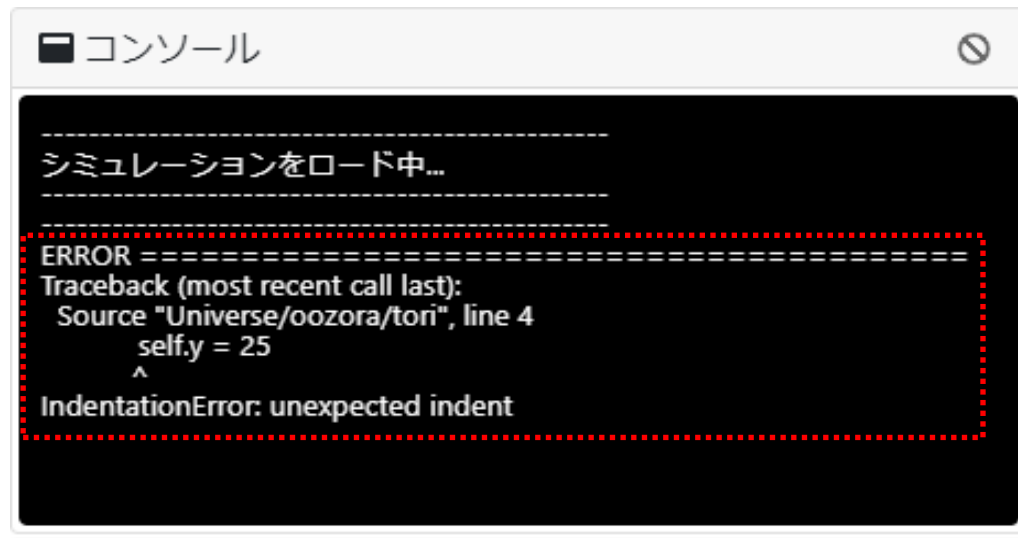 コンソール
------------------------------------------------
シミュレーションをロード中...
------------------------------------------------
------------------------------------------------
ERROR =========================================
Traceback (most recent call last):
  Source "Universe/oozora/tori", line 4
    self.y = 25
    ^
IndentationError: unexpected indent